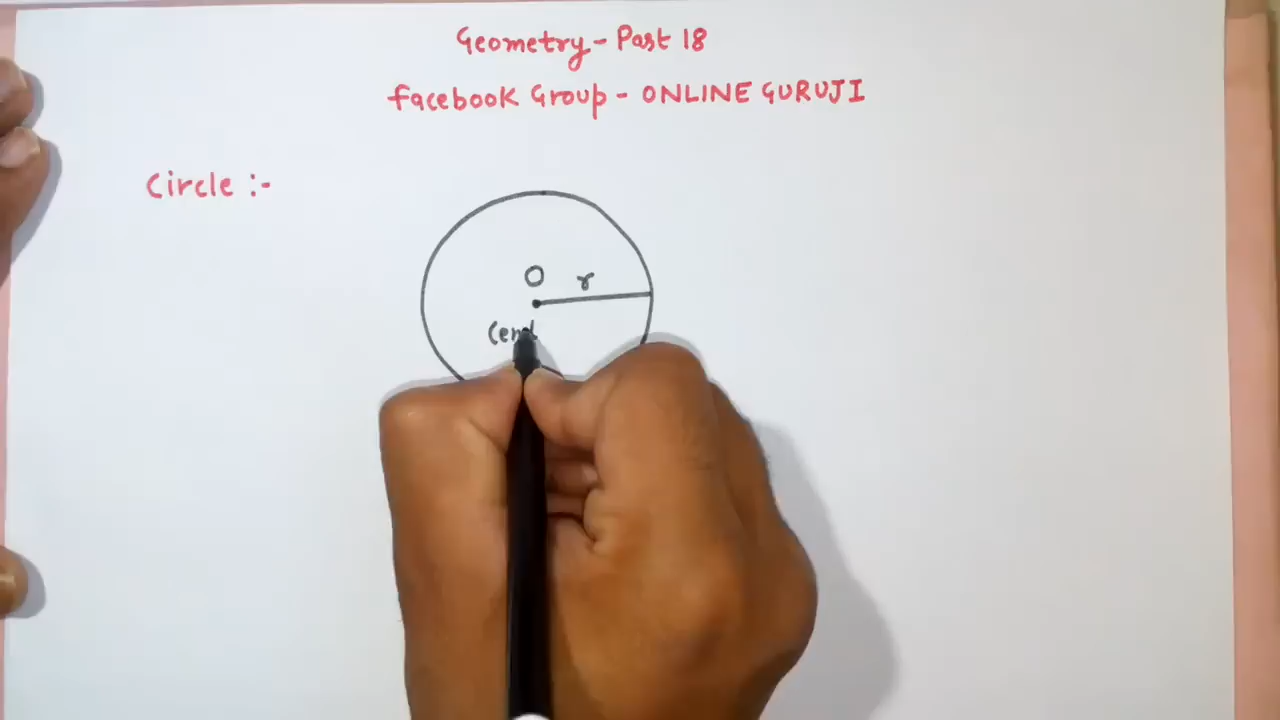 Geometry - Part 18
Facebook Group - ONLINE GURUJI
Circle :-
O
r